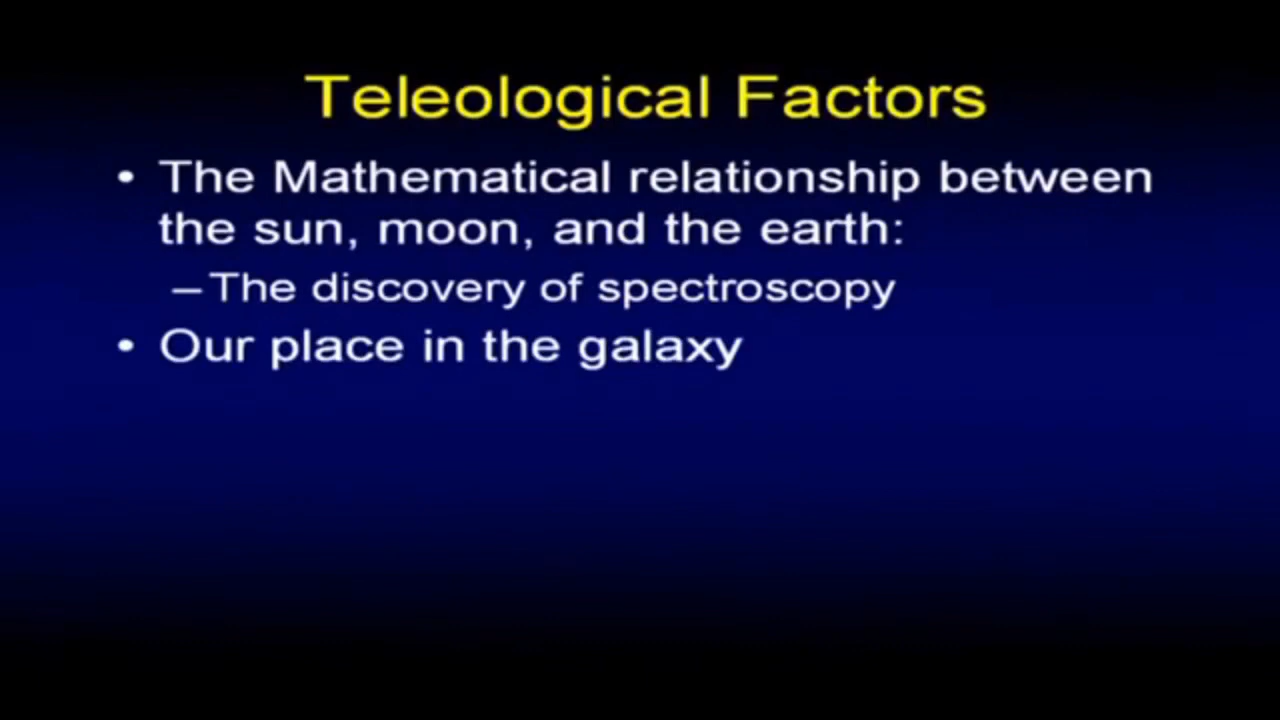 Teleological Factors
• The Mathematical relationship between
the sun, moon, and the earth:
–The discovery of spectroscopy
• Our place in the galaxy